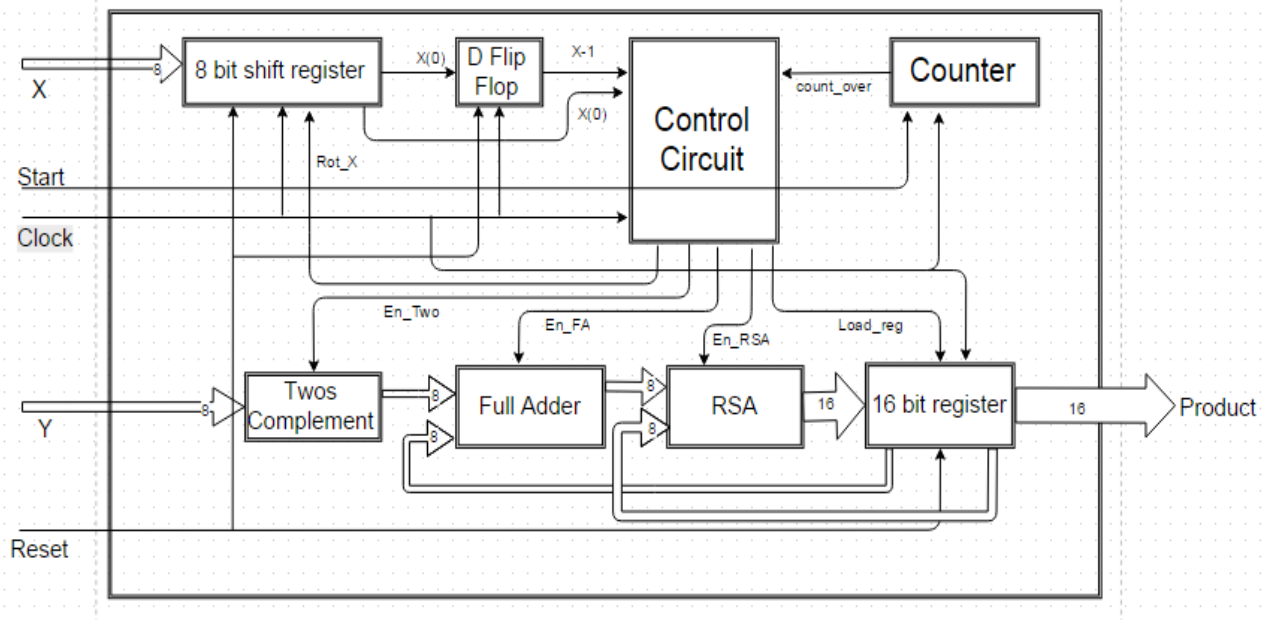 X
8
8 bit shift register
X(0)
D Flip
Flop
X-1
X(0)
Control
Circuit
count_over
Counter
Rot_X
Start
Clock
En_Two
En_FA
En_RSA
Load_reg
Y
8
Twos
Complement
8
8
Full Adder
8
8
RSA
16
16 bit register
16
Product
Reset